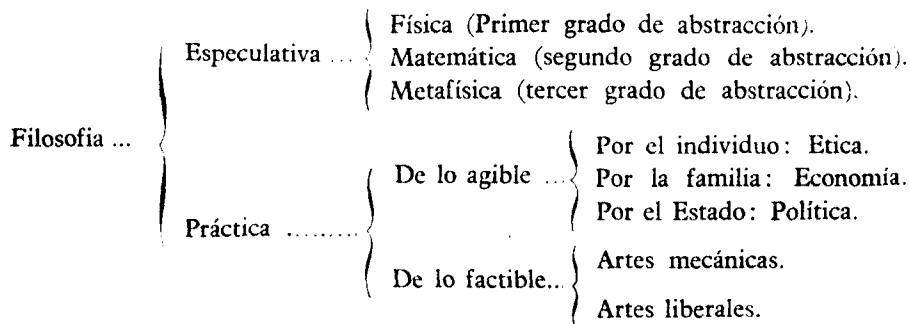 Física (Primer grado de abstracción).
Especulativa ... Matemática (segundo grado de abstracción).
Metafísica (tercer grado de abstracción).
Filosofia ...
Por el individuo: Etica.
De lo agible ... Por la familia: Economía.
Por el Estado: Política.
Práctica .........
Artes mecánicas.
De lo factible...
Artes liberales.